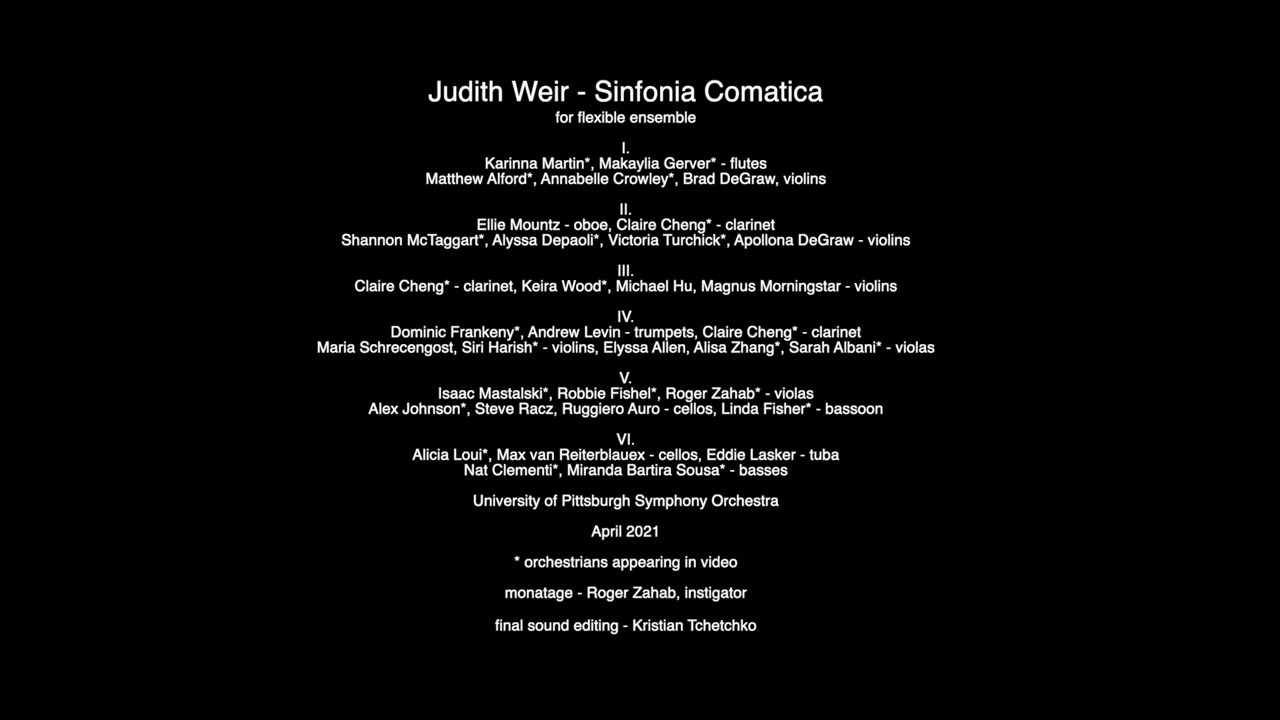 Judith Weir - Sinfonia Comatica
for flexible ensemble
I.
Karinna Martin*, Makaylia Gerver* - flutes
Matthew Alford*, Annabelle Crowley*, Brad DeGraw, violins
II.
Ellie Mountz - oboe, Claire Cheng* - clarinet
Shannon McTaggart*, Alyssa Depaoli*, Victoria Turchick*, Apollona DeGraw - violins
III.
Claire Cheng* - clarinet, Keira Wood*, Michael Hu, Magnus Morningstar - violins
IV.
Dominic Frankeny*, Andrew Levin - trumpets, Claire Cheng* - clarinet
Maria Schrecengost, Siri Harish* - violins, Elyssa Allen, Alisa Zhang*, Sarah Albani* - violas
V.
Isaac Mastalski*, Robbie Fishel*, Roger Zahab* - violas
Alex Johnson*, Steve Racz, Ruggiero Auro - cellos, Linda Fisher* - bassoon
VI.
Alicia Loui*, Max van Reiterblauex - cellos, Eddie Lasker - tuba
Nat Clementi*, Miranda Bartira Sousa* - basses
University of Pittsburgh Symphony Orchestra
April 2021
* orchestrians appearing in video
monatage - Roger Zahab, instigator
final sound editing - Kristian Tchetchko